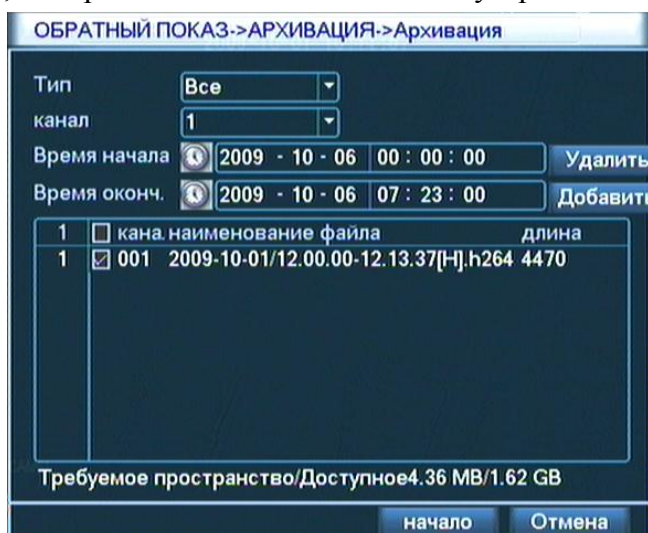 ОБРАТНЫЙ ПОКАЗ->АРХИВАЦИЯ->Архивация
Тип Все
канал 1
Время начала 2009 - 10 - 06 00 : 00 : 00 Удалить
Время оконч. 2009 - 10 - 06 07 : 23 : 00 Добавить
1 кана. наименование файла длина
1 001 2009-10-01/12.00.00-12.13.37[H].h264 4470
Требуемое пространство/Доступное4.36 MB/1.62 GB
начало Отмена